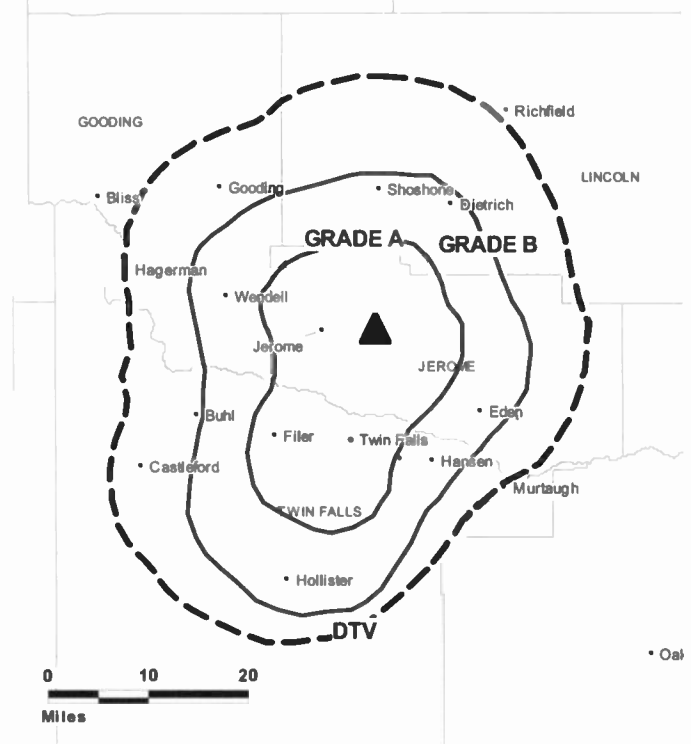 Richfield
GOODING
LINCOLN
Gooding
Shoshone
Bliss
Dietrich
GRADE A
GRADE B
Hagerman
Wendell
Jerome
JEROME
Buhl
Eden
Filer
Twin Falls
Castleford
Hansen
Murtaugh
TWIN FALLS
Hollister
DTV
Oak
0 10 20
Miles